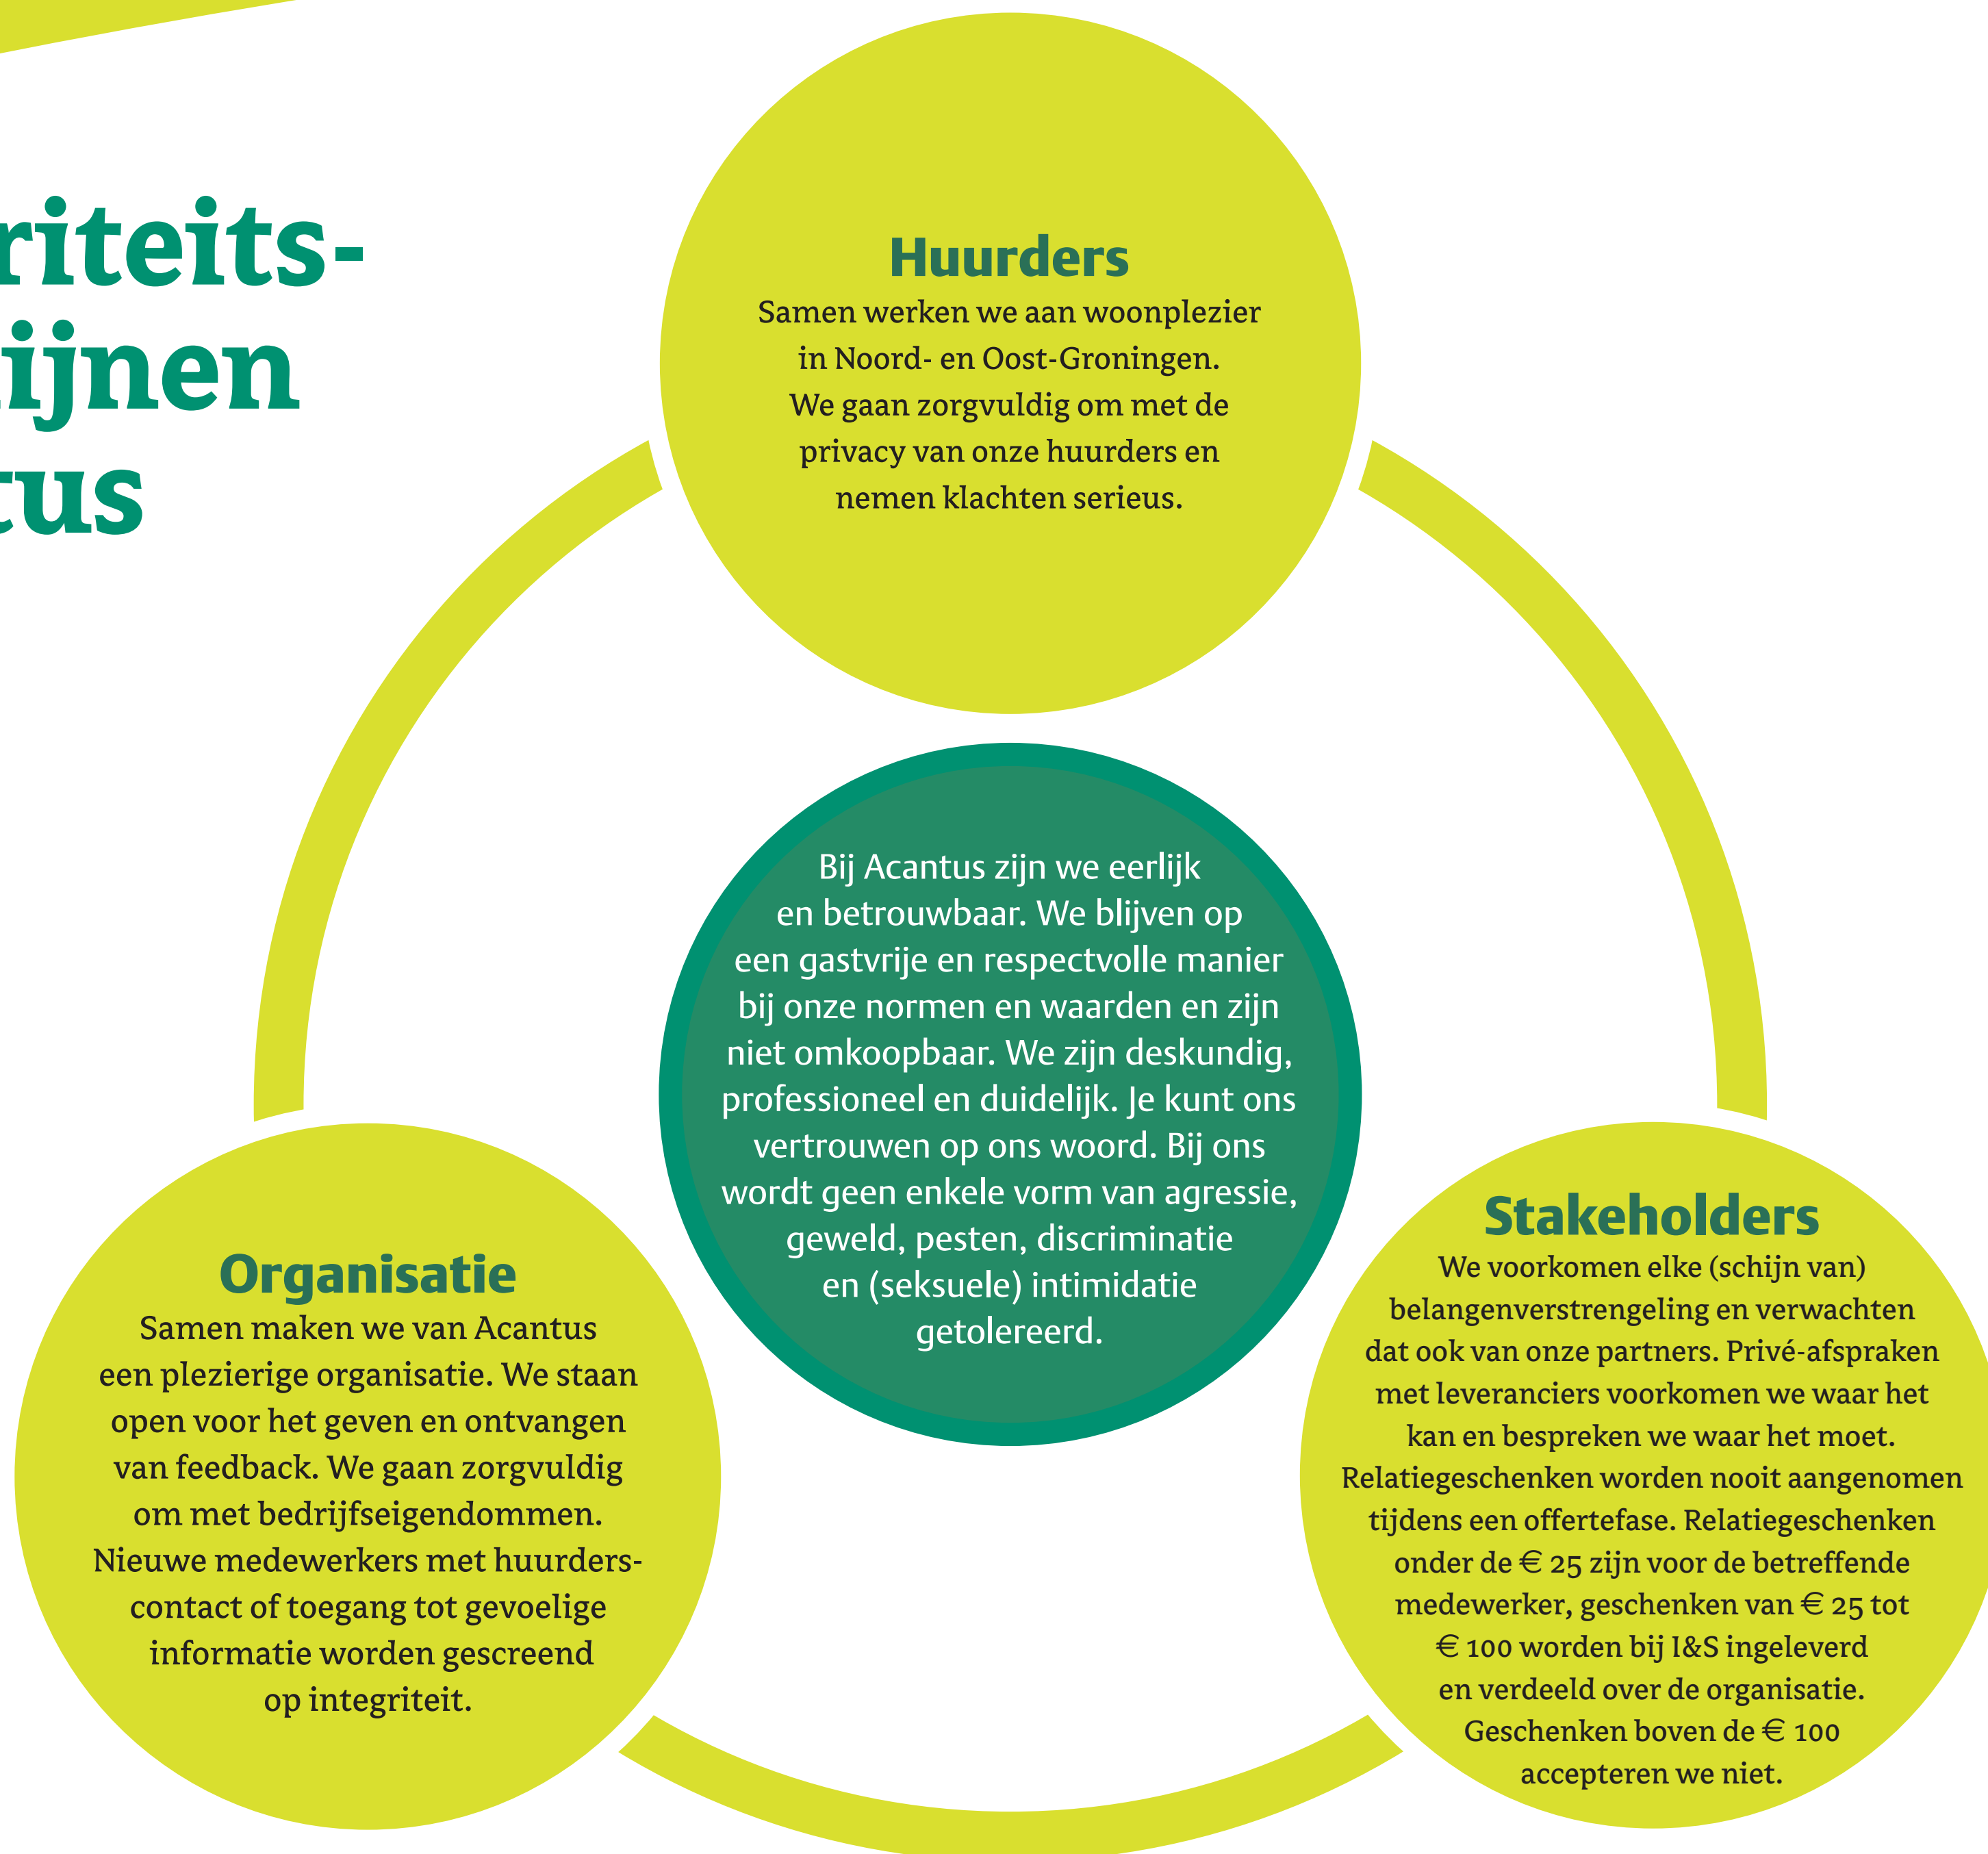 riteits-
ijnen
tus
Huurders
Samen werken we aan woonplezier
in Noord- en Oost-Groningen.
We gaan zorgvuldig om met de
privacy van onze huurders en
nemen klachten serieus.
Bij Acantus zijn we eerlijk
en betrouwbaar. We blijven op
een gastvrije en respectvolle manier
bij onze normen en waarden en zijn
niet omkoopbaar. We zijn deskundig,
professioneel en duidelijk. Je kunt ons
vertrouwen op ons woord. Bij ons
wordt geen enkele vorm van agressie,
geweld, pesten, discriminatie
en (seksuele) intimidatie
getolereerd.
Organisatie
Samen maken we van Acantus
een plezierige organisatie. We staan
open voor het geven en ontvangen
van feedback. We gaan zorgvuldig
om met bedrijfseigendommen.
Nieuwe medewerkers met huurders-
contact of toegang tot gevoelige
informatie worden gescreend
op integriteit.
Stakeholders
We voorkomen elke (schijn van)
belangenverstrengeling en verwachten
dat ook van onze partners. Privé-afspraken
met leveranciers voorkomen we waar het
kan en bespreken we waar het moet.
Relatiegeschenken worden nooit aangenomen
tijdens een offertefase. Relatiegeschenken
onder de € 25 zijn voor de betreffende
medewerker, geschenken van € 25 tot
€ 100 worden bij I&S ingeleverd
en verdeeld over de organisatie.
Geschenken boven de € 100
accepteren we niet.